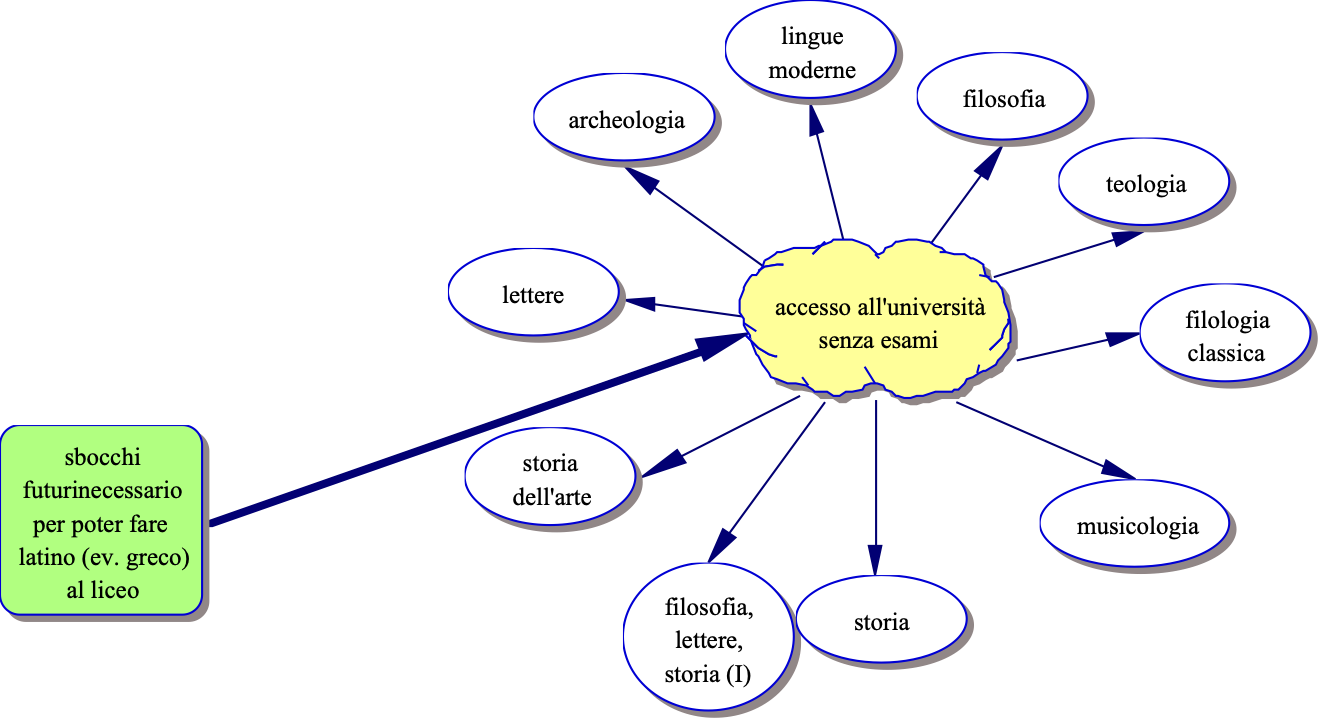 lingue
moderne
filosofia
archeologia
teologia
lettere
accesso all'università
senza esami
filologia
classica
sbocchi
futurinecessario
per poter fare
latino (ev. greco)
al liceo
storia
dell'arte
musicologia
filosofia,
lettere,
storia (I)
storia